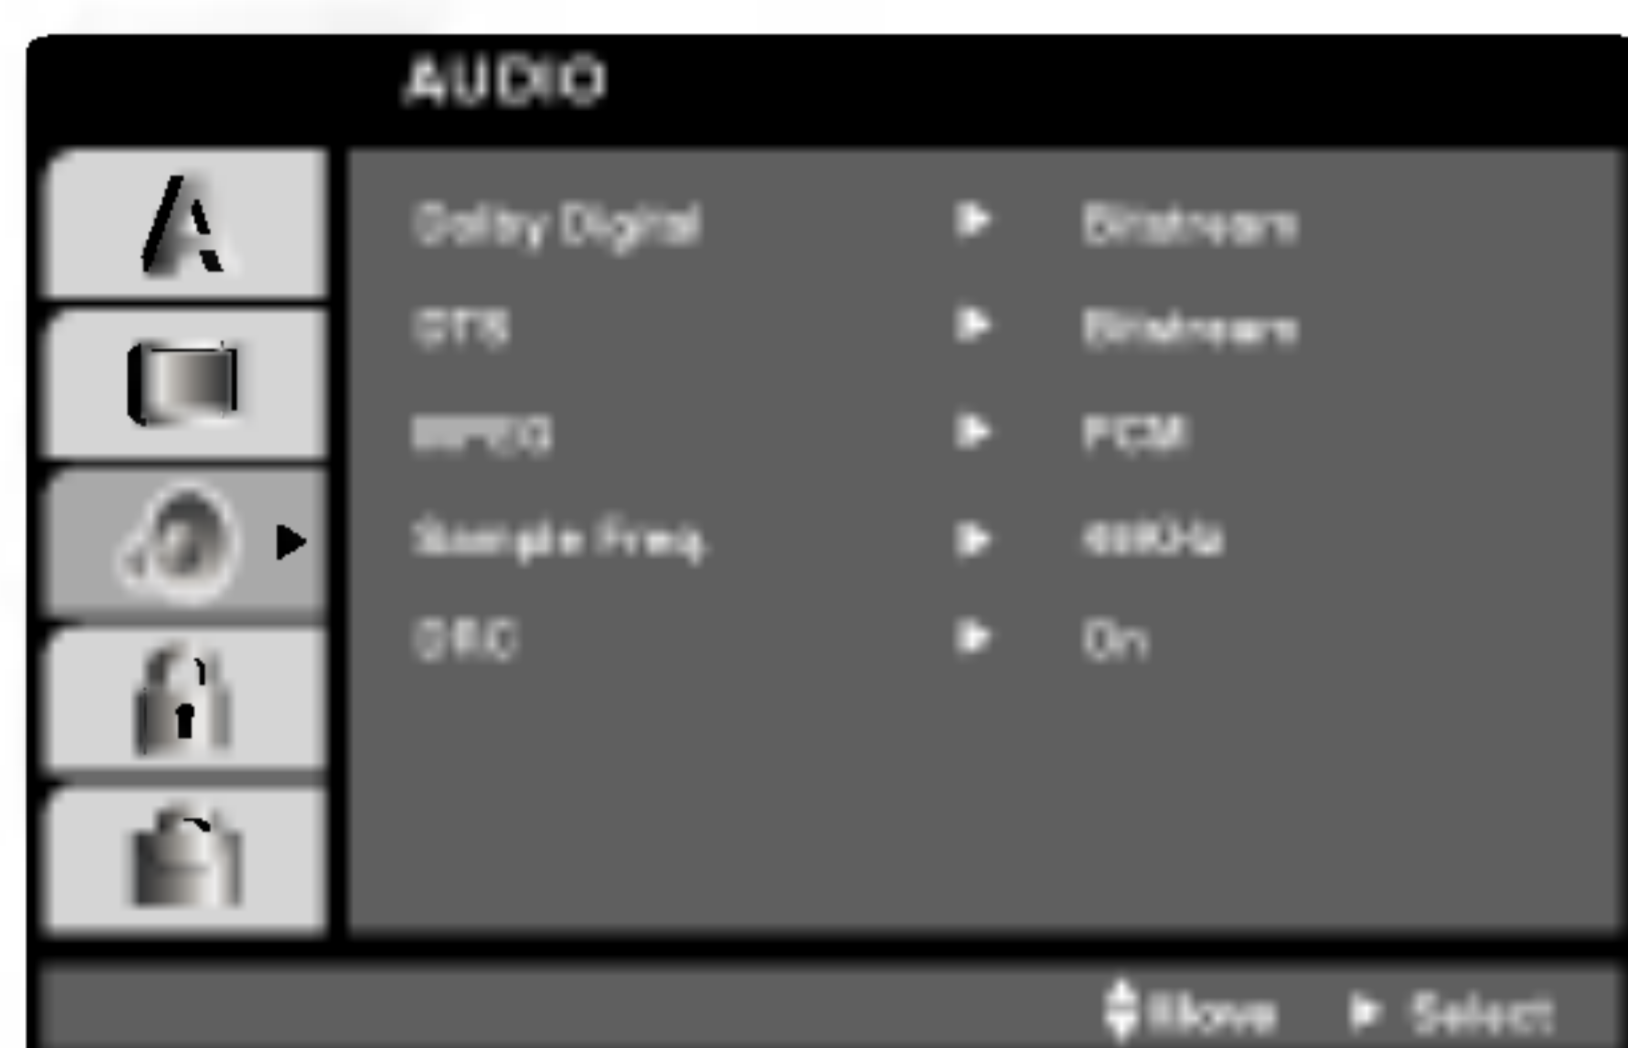 AUDIO
Dolby Digital ▶ Bitstream
DTS ▶ Bitstream
MPEG ▶ PCM
Sample Freq. ▶ 48KHz
DRC ▶ On
Move ▶ Select